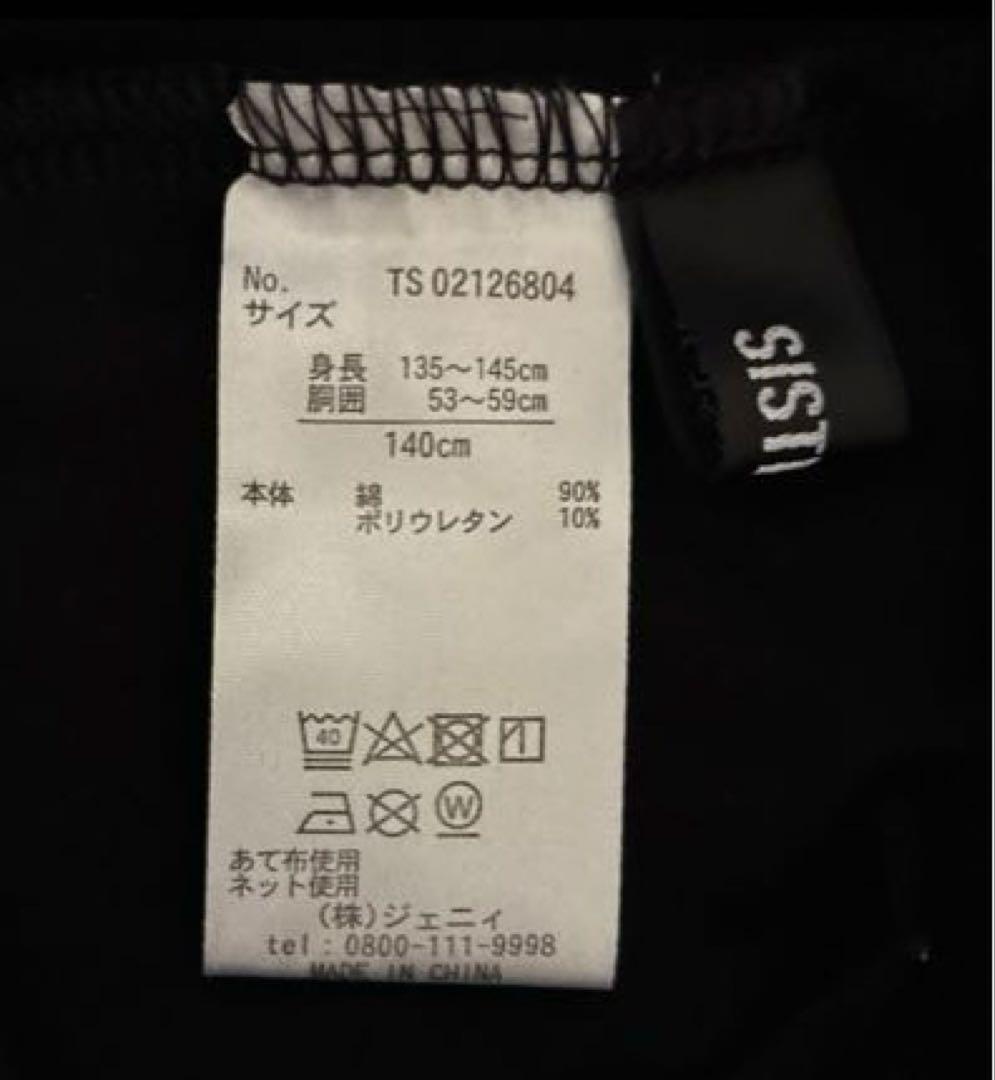 No. TS 02126804
サイズ
身長 135～145cm
胴囲 53～59cm
140cm
本体 綿 90%
ポリウレタン 10%
40
W
あて布使用
ネット使用
(株)ジェニィ
tel : 0800-111-9998
MADE IN CHINA
SIST